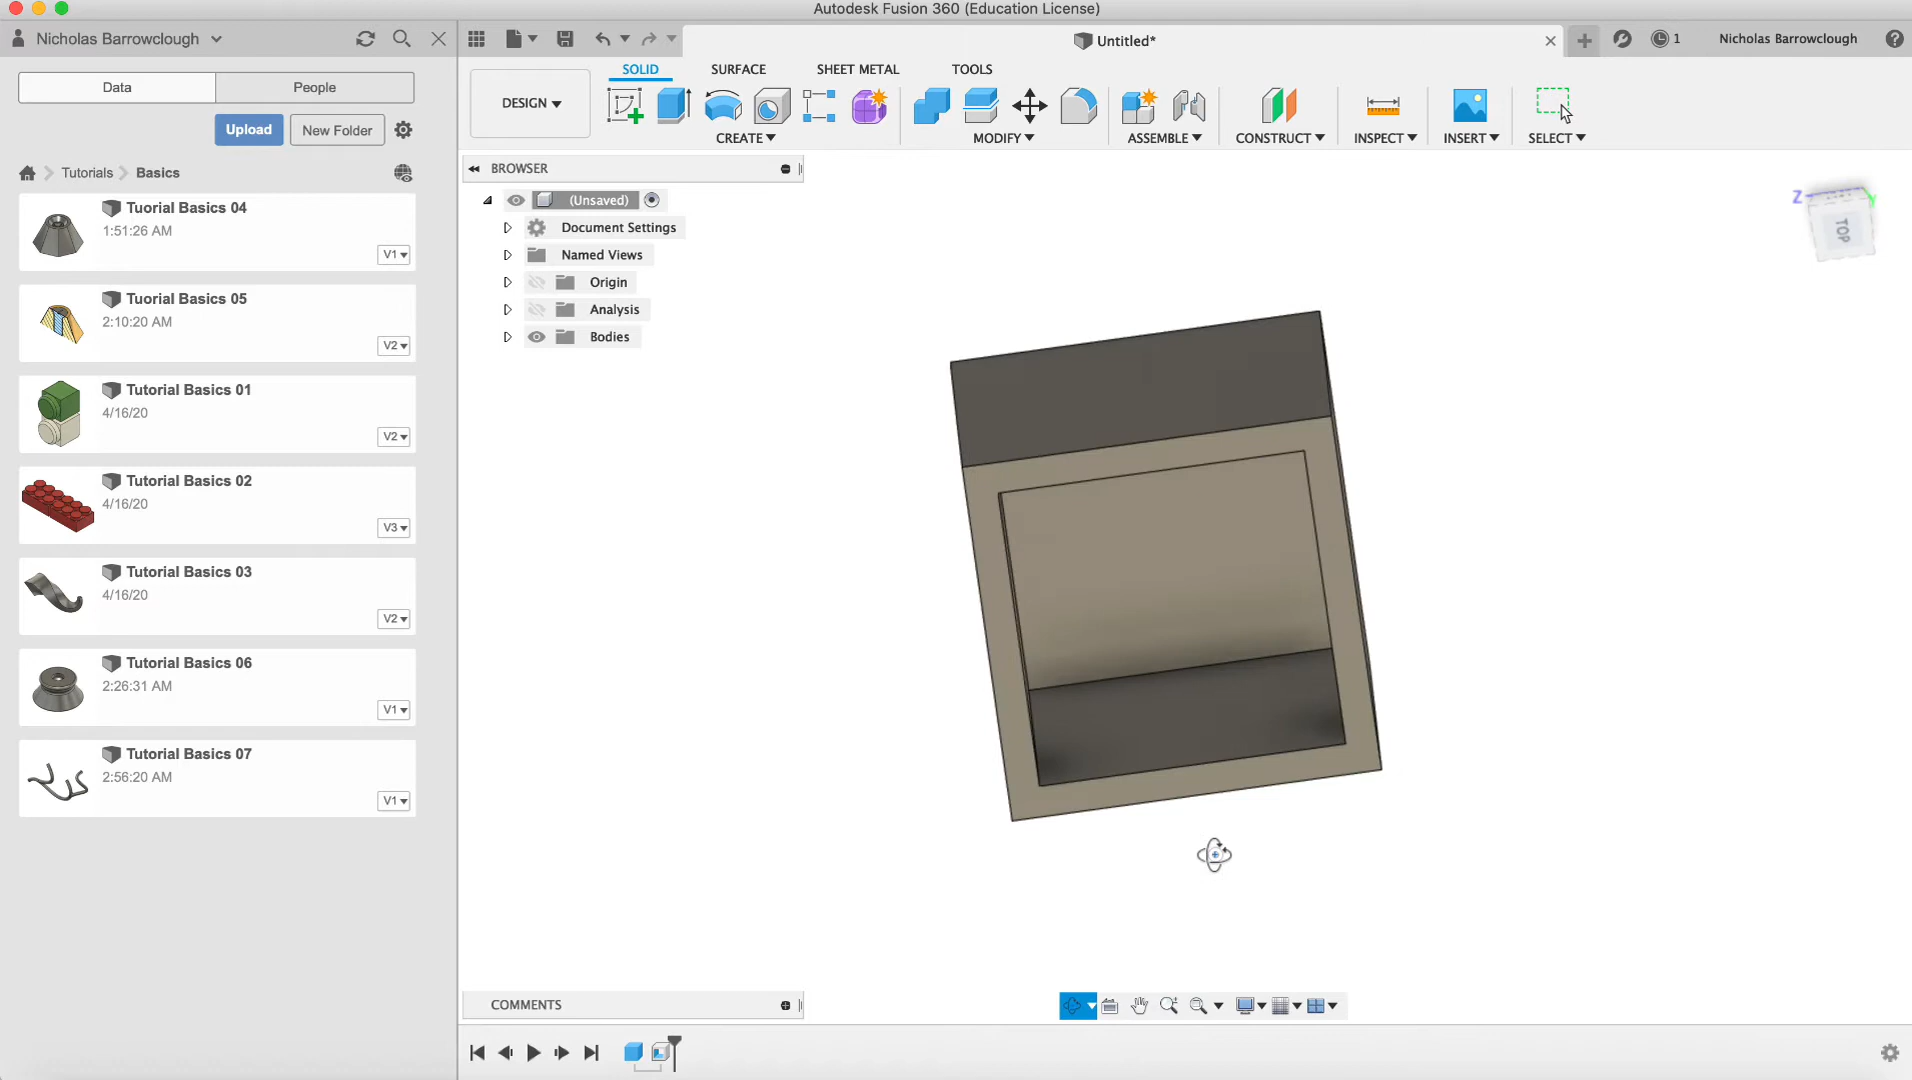 Autodesk Fusion 360 (Education License)
Nicholas Barrowclough
Untitled*
1
Nicholas Barrowclough
Data
People
Upload
New Folder
Tutorials
Basics
Tuorial Basics 04
1:51:26 AM
V1
Tuorial Basics 05
2:10:20 AM
V2
Tutorial Basics 01
4/16/20
V2
Tutorial Basics 02
4/16/20
V3
Tutorial Basics 03
4/16/20
V2
Tutorial Basics 06
2:26:31 AM
V1
Tutorial Basics 07
2:56:20 AM
V1
DESIGN
SOLID
SURFACE
SHEET METAL
TOOLS
CREATE
MODIFY
ASSEMBLE
CONSTRUCT
INSPECT
INSERT
SELECT
BROWSER
(Unsaved)
Document Settings
Named Views
Origin
Analysis
Bodies
Z
TOP
COMMENTS